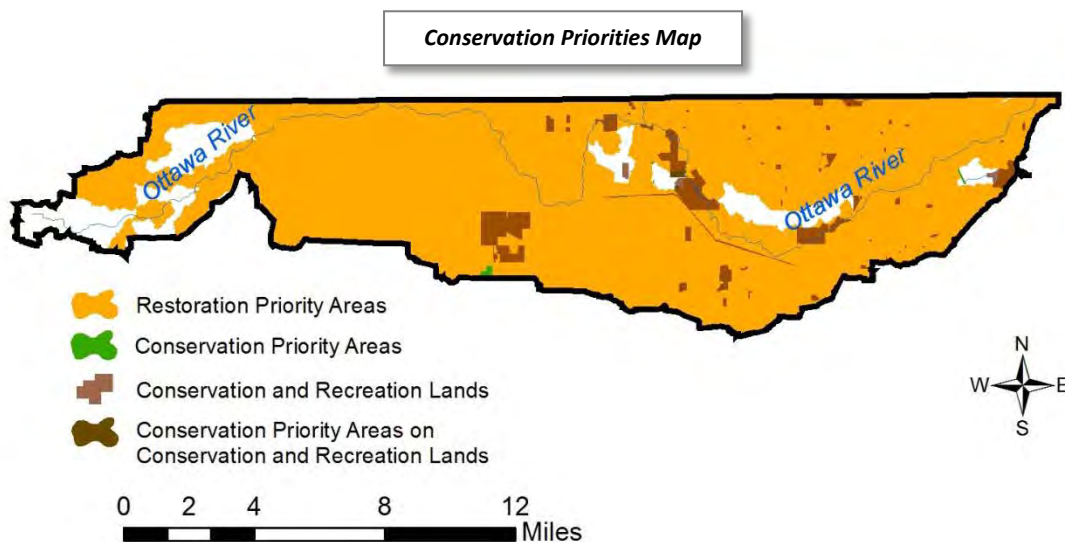 Conservation Priorities Map
Ottawa River
Ottawa River
Restoration Priority Areas
Conservation Priority Areas
Conservation and Recreation Lands
Conservation Priority Areas on
Conservation and Recreation Lands
N
W E
S
0 2 4 8 12
Miles